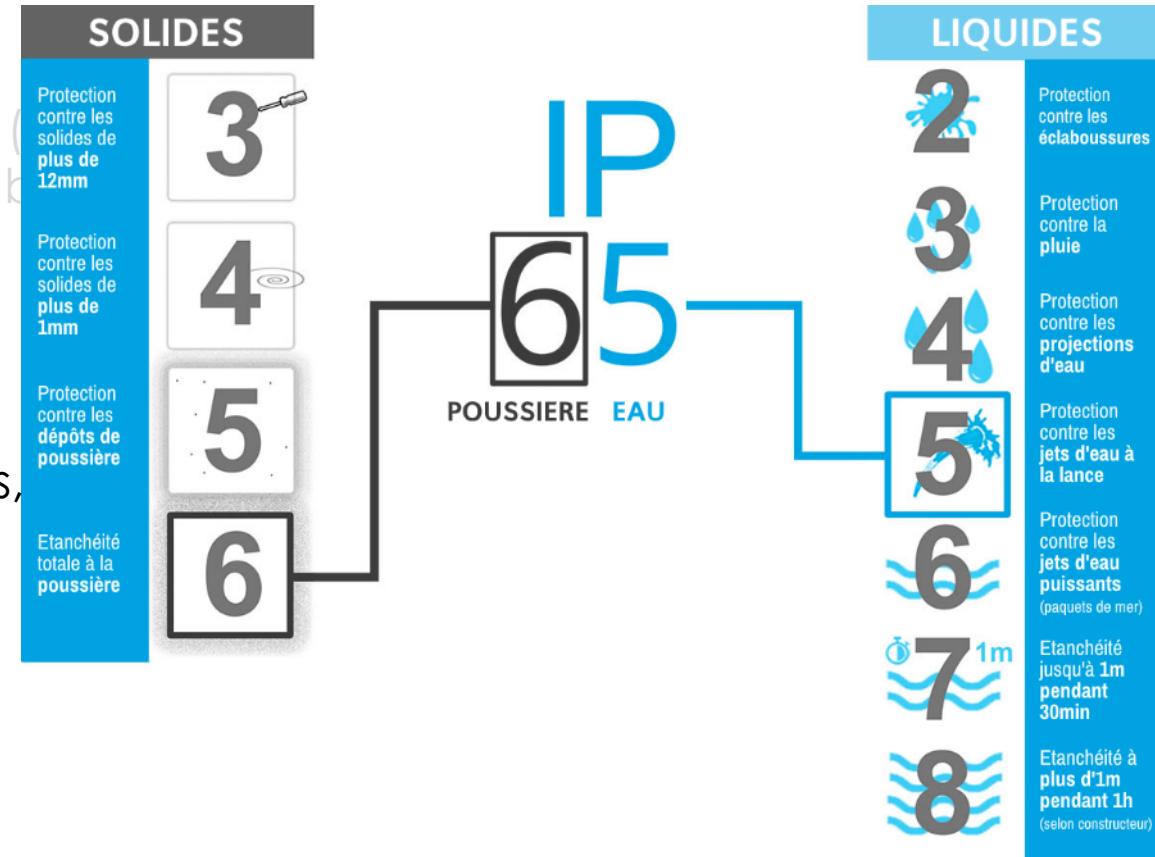 SOLIDES
Protection
contre les
solides de
plus de
12mm
3
Protection
contre les
solides de
plus de
1mm
4
Protection
contre les
dépôts de
poussière
5
Etanchéité
totale à la
poussière
6
(
b
s,
IP
65
POUSSIERE EAU
LIQUIDES
2
Protection
contre les
éclaboussures
3
Protection
contre la
pluie
4
Protection
contre les
projections
d'eau
5
Protection
contre les
jets d'eau à
la lance
6
Protection
contre les
jets d'eau
puissants
(paquets de mer)
7 1m
Etanchéité
jusqu'à 1m
pendant
30min
8
Etanchéité à
plus d'1m
pendant 1h
(selon constructeur)